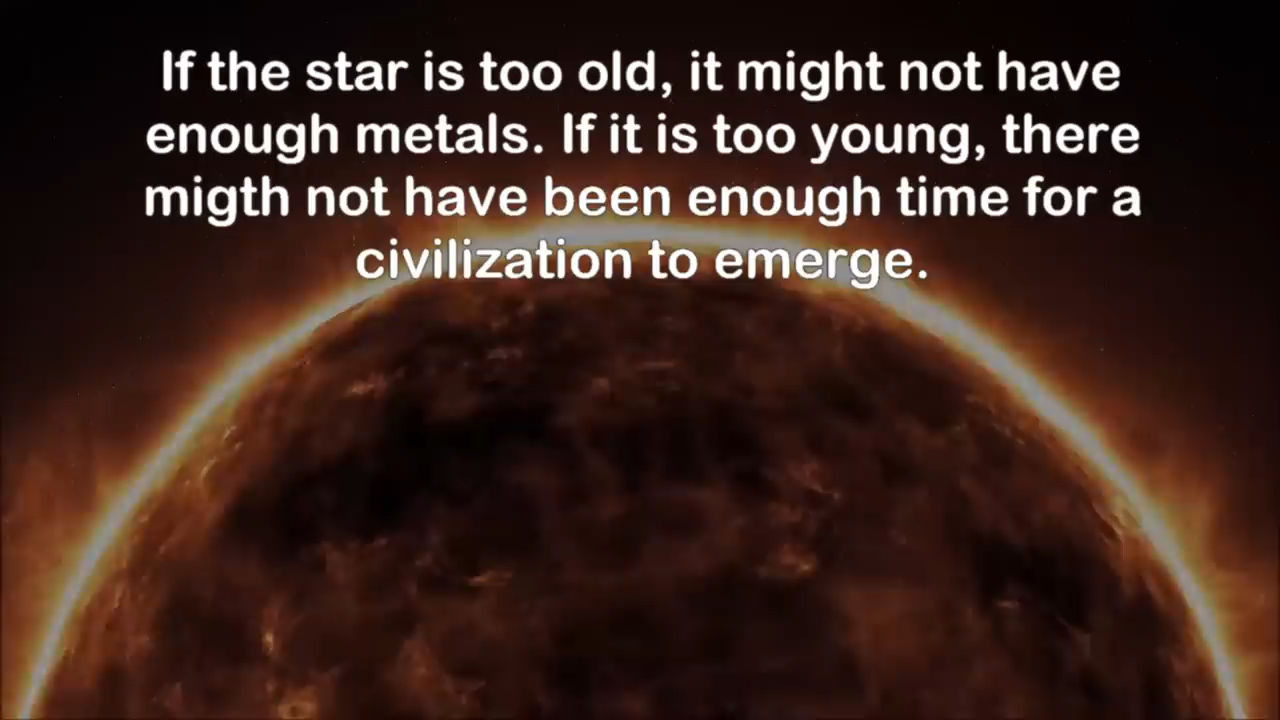 If the star is too old, it might not have
enough metals. If it is too young, there
migth not have been enough time for a
civilization to emerge.